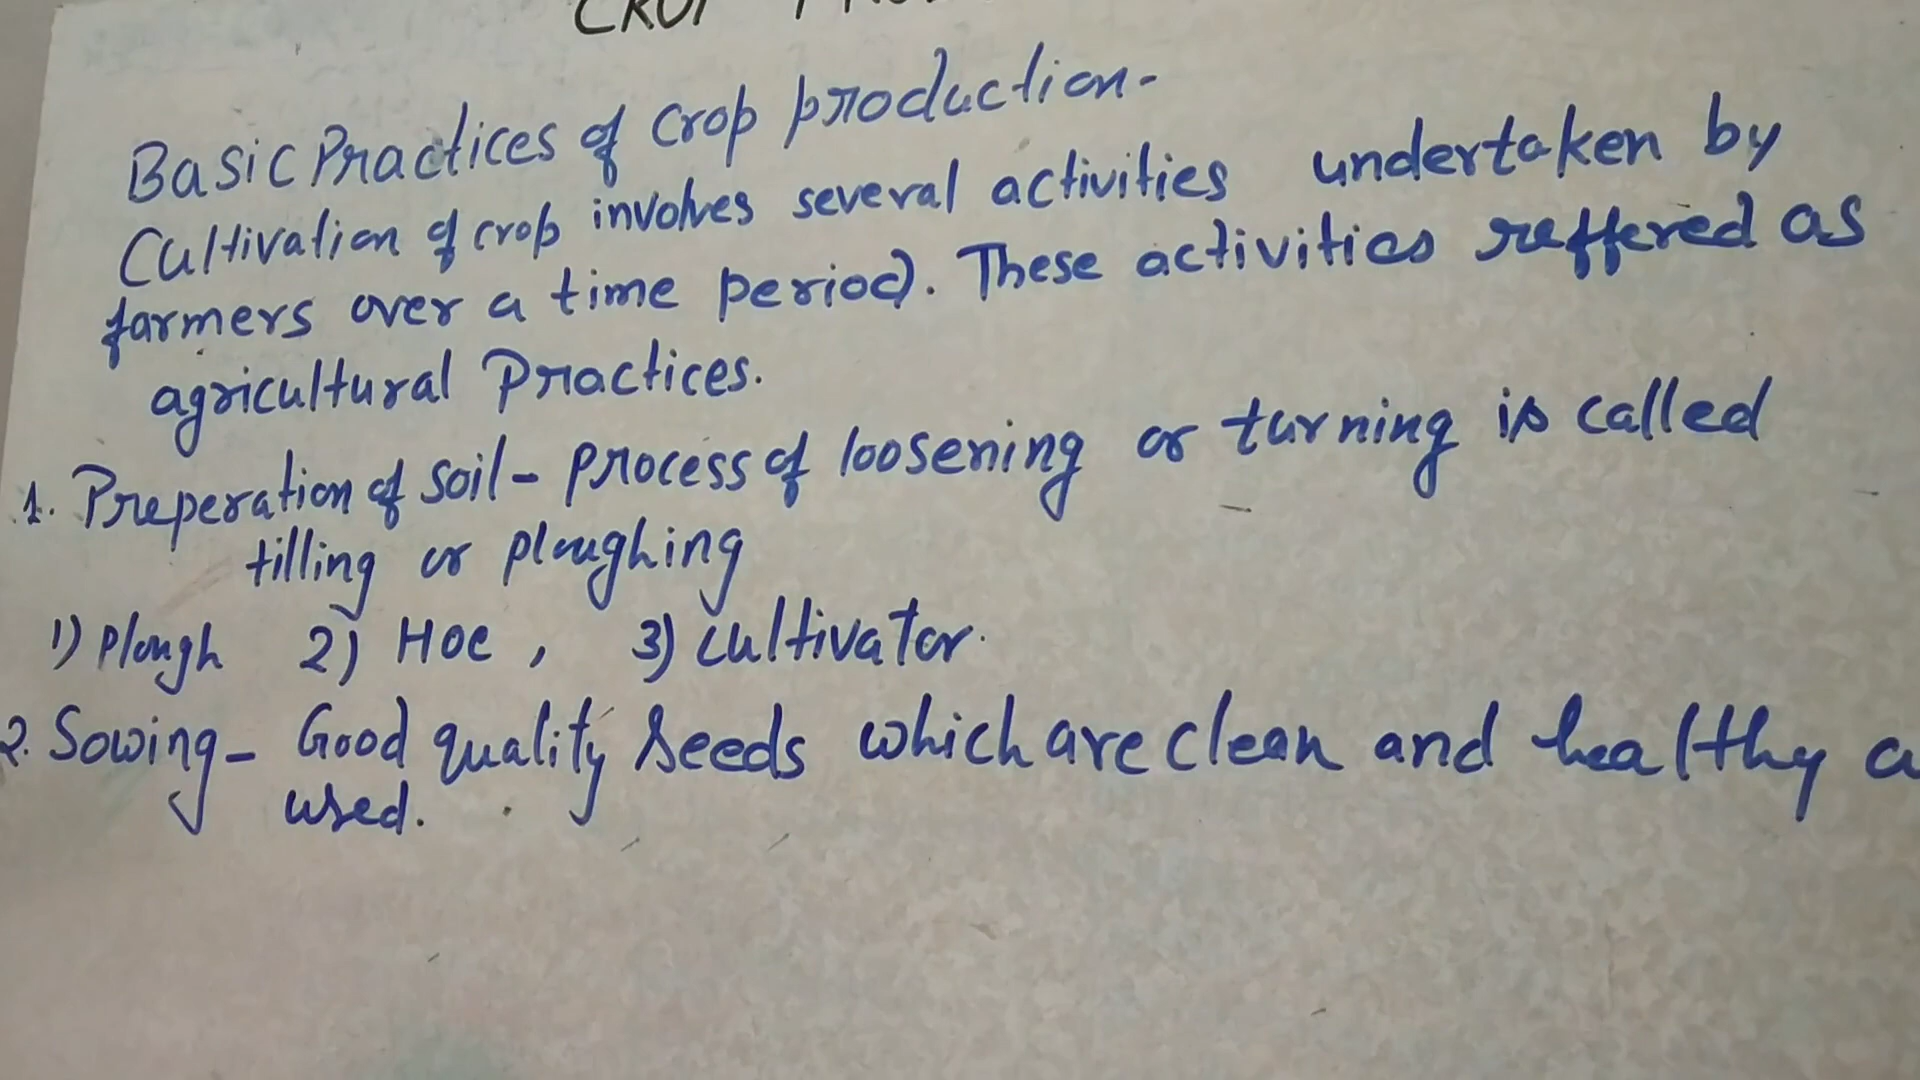 CROP
Basic Practices of crop production-
Cultivation of crop involves several activities undertaken by
farmers over a time period. These activities reffered as
agricultural Practices.
1. Preperation of soil - process of loosening or turning is called
tilling or ploughing
1) plough 2) Hoe , 3) cultivator.
2. Sowing - Good quality seeds which are clean and healthy a
used.